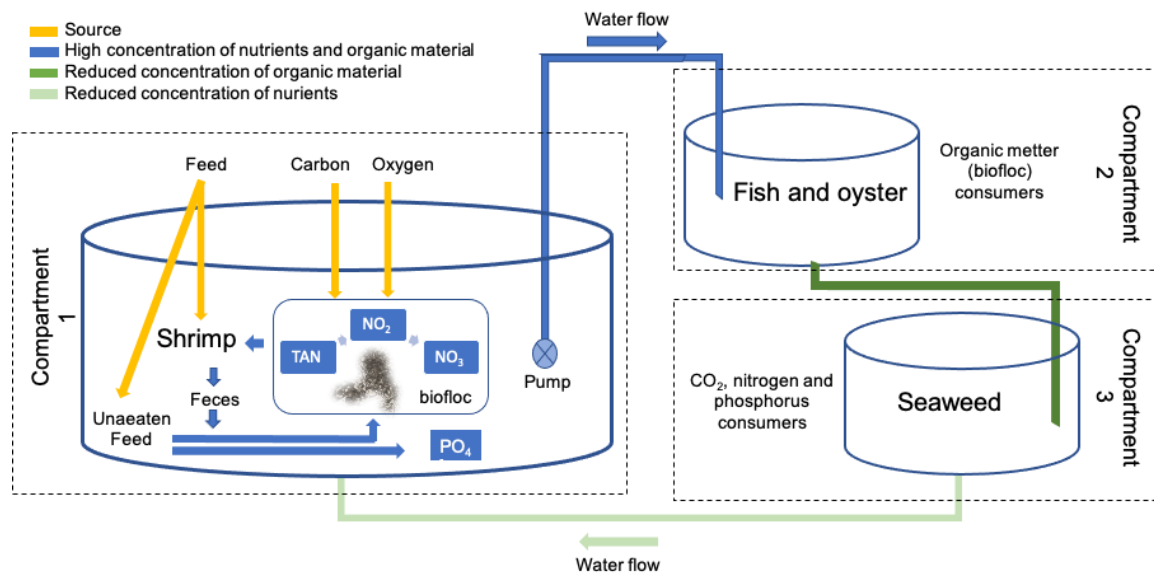 Source
High concentration of nutrients and organic material
Reduced concentration of organic material
Reduced concentration of nurients
Water flow
Compartment
1
Feed
Carbon
Oxygen
Shrimp
Feces
Unaeaten
Feed
TAN
NO₂
NO₃
biofloc
PO₄
Pump
Fish and oyster
Organic metter
(biofloc)
consumers
Compartment
2
CO₂, nitrogen and
phosphorus
consumers
Seaweed
Compartment
3
Water flow